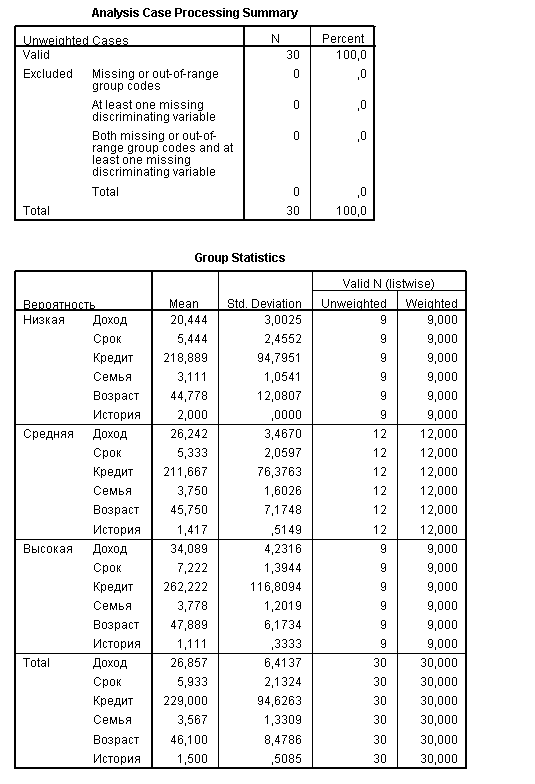 Analysis Case Processing Summary
Unweighted Cases N Percent
Valid 30 100,0
Excluded Missing or out-of-range group codes 0 ,0
At least one missing discriminating variable 0 ,0
Both missing or out-of-range group codes and at least one missing discriminating variable 0 ,0
Total 0 ,0
Total 30 100,0
Group Statistics
Valid N (listwise)
Вероятность Mean Std. Deviation Unweighted Weighted
Низкая Доход 20,444 3,0025 9 9,000
Срок 5,444 2,4552 9 9,000
Кредит 218,889 94,7951 9 9,000
Семья 3,111 1,0541 9 9,000
Возраст 44,778 12,0807 9 9,000
История 2,000 ,0000 9 9,000
Средняя Доход 26,242 3,4670 12 12,000
Срок 5,333 2,0597 12 12,000
Кредит 211,667 76,3763 12 12,000
Семья 3,750 1,6026 12 12,000
Возраст 45,750 7,1748 12 12,000
История 1,417 ,5149 12 12,000
Высокая Доход 34,089 4,2316 9 9,000
Срок 7,222 1,3944 9 9,000
Кредит 262,222 116,8094 9 9,000
Семья 3,778 1,2019 9 9,000
Возраст 47,889 6,1734 9 9,000
История 1,111 ,3333 9 9,000
Total Доход 26,857 6,4137 30 30,000
Срок 5,933 2,1324 30 30,000
Кредит 229,000 94,6263 30 30,000
Семья 3,567 1,3309 30 30,000
Возраст 46,100 8,4786 30 30,000
История 1,500 ,5085 30 30,000